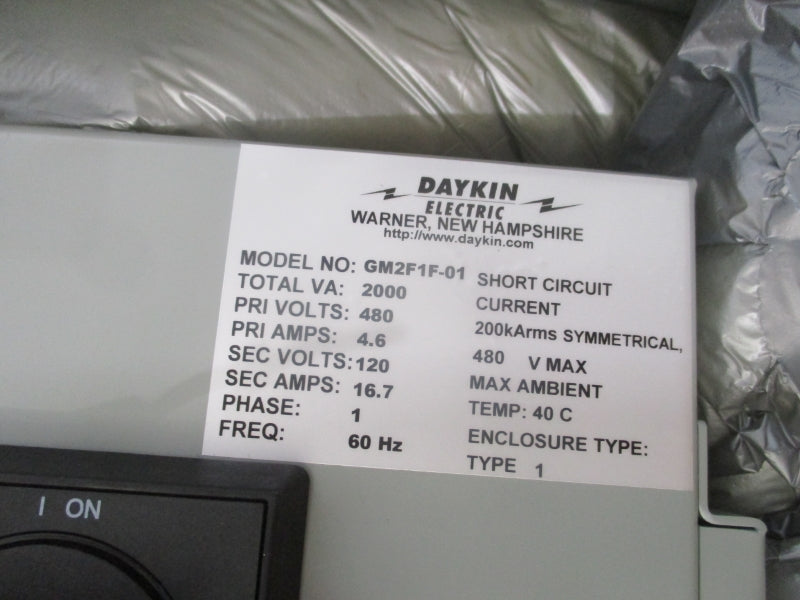 DAYKIN
ELECTRIC
WARNER, NEW HAMPSHIRE
http://www.daykin.com
MODEL NO: GM2F1F-01
TOTAL VA: 2000
PRI VOLTS: 480
PRI AMPS: 4.6
SEC VOLTS: 120
SEC AMPS: 16.7
PHASE: 1
FREQ: 60 Hz
SHORT CIRCUIT
CURRENT
200kArms SYMMETRICAL,
480 V MAX
MAX AMBIENT
TEMP: 40 C
ENCLOSURE TYPE:
TYPE 1
I ON